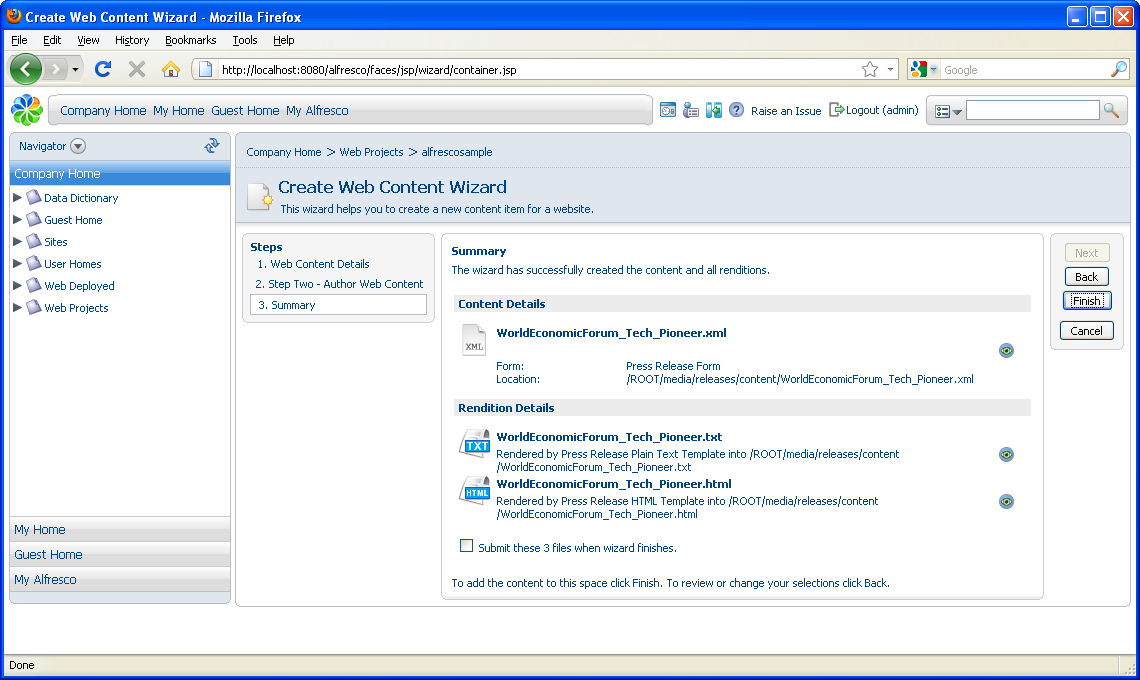 Create Web Content Wizard - Mozilla Firefox
File Edit View History Bookmarks Tools Help
http://localhost:8080/alfresco/faces/jsp/wizard/container.jsp
Google
Company Home My Home Guest Home My Alfresco
Raise an Issue
Logout (admin)
Navigator
Company Home
Data Dictionary
Guest Home
Sites
User Homes
Web Deployed
Web Projects
My Home
Guest Home
My Alfresco
Company Home > Web Projects > alfrescosample
Create Web Content Wizard
This wizard helps you to create a new content item for a website.
Steps
1. Web Content Details
2. Step Two - Author Web Content
3. Summary
Summary
The wizard has successfully created the content and all renditions.
Content Details
XML
WorldEconomicForum_Tech_Pioneer.xml
Form: Press Release Form
Location: /ROOT/media/releases/content/WorldEconomicForum_Tech_Pioneer.xml
Rendition Details
TXT
WorldEconomicForum_Tech_Pioneer.txt
Rendered by Press Release Plain Text Template into /ROOT/media/releases/content
/WorldEconomicForum_Tech_Pioneer.txt
HTML
WorldEconomicForum_Tech_Pioneer.html
Rendered by Press Release HTML Template into /ROOT/media/releases/content
/WorldEconomicForum_Tech_Pioneer.html
Submit these 3 files when wizard finishes.
To add the content to this space click Finish. To review or change your selections click Back.
Next
Back
Finish
Cancel
Done